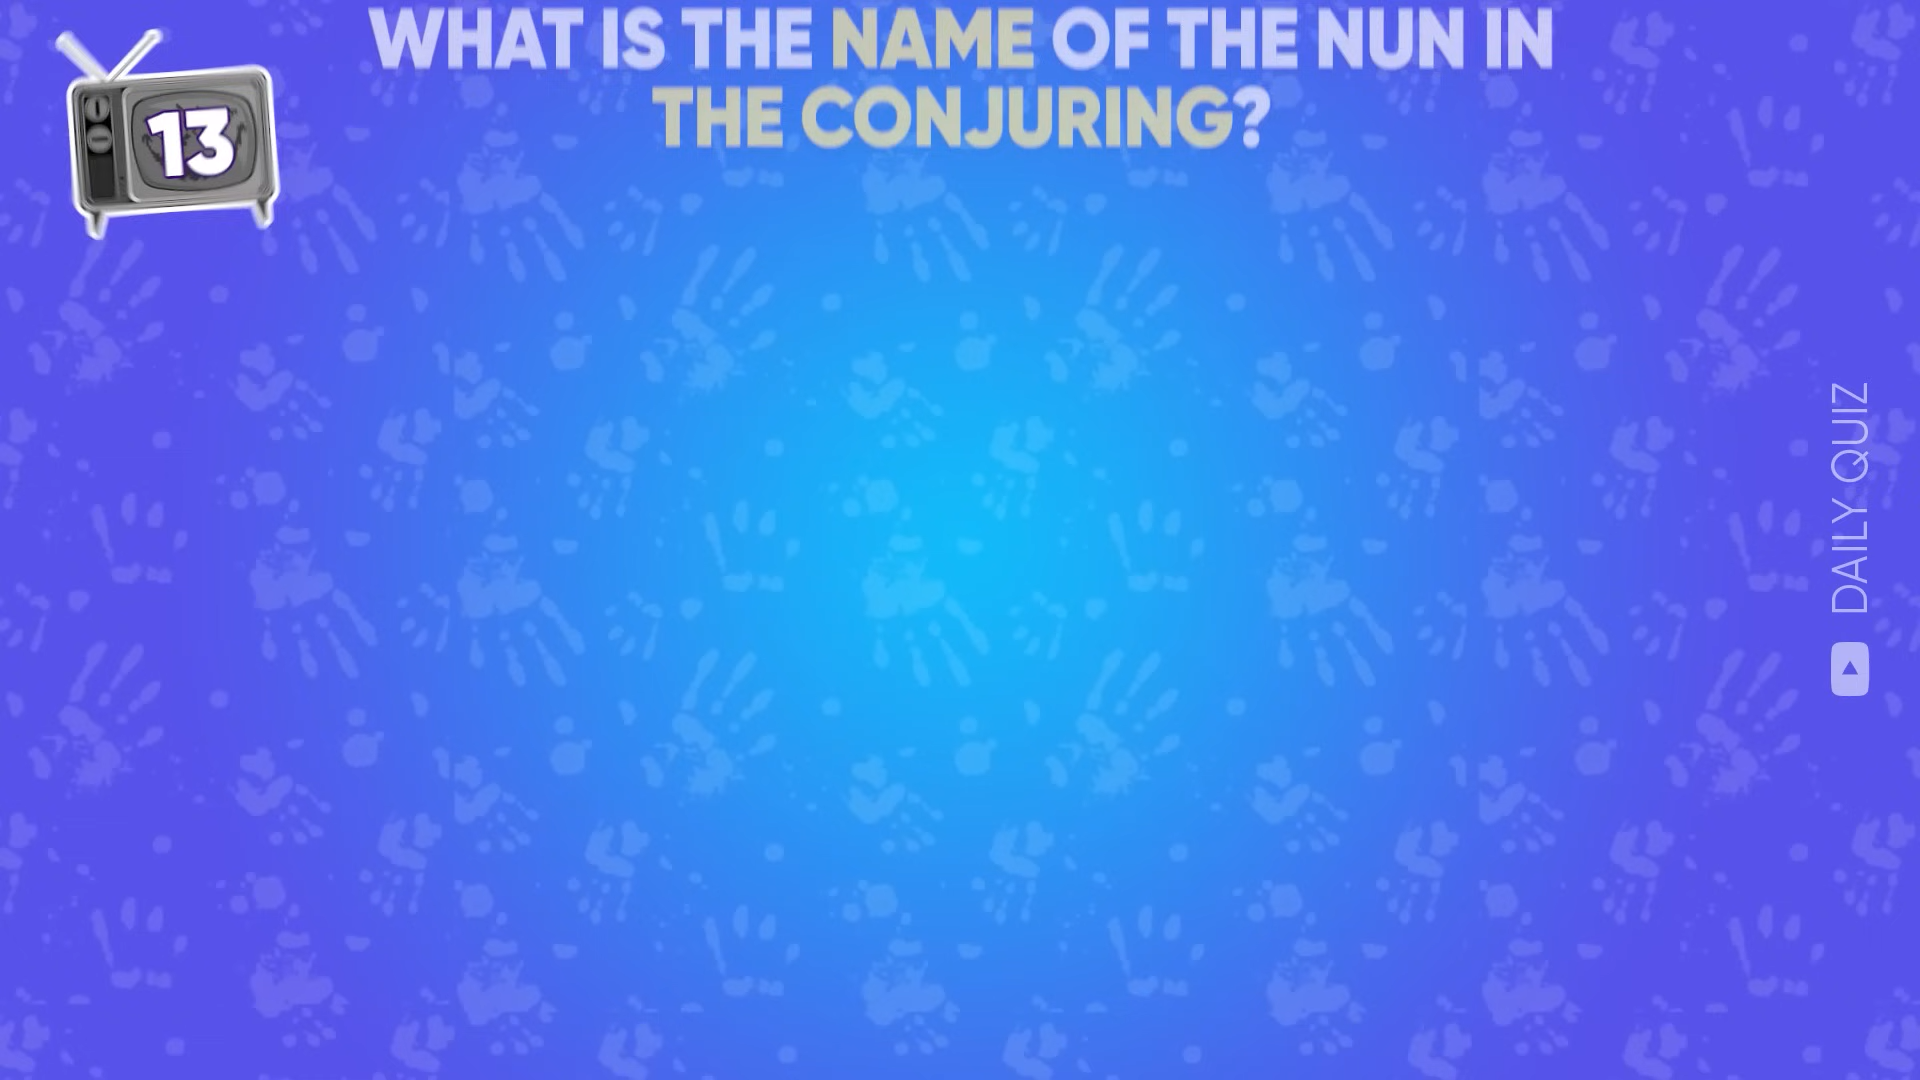 WHAT IS THE NAME OF THE NUN IN
THE CONJURING?
13
DAILY QUIZ